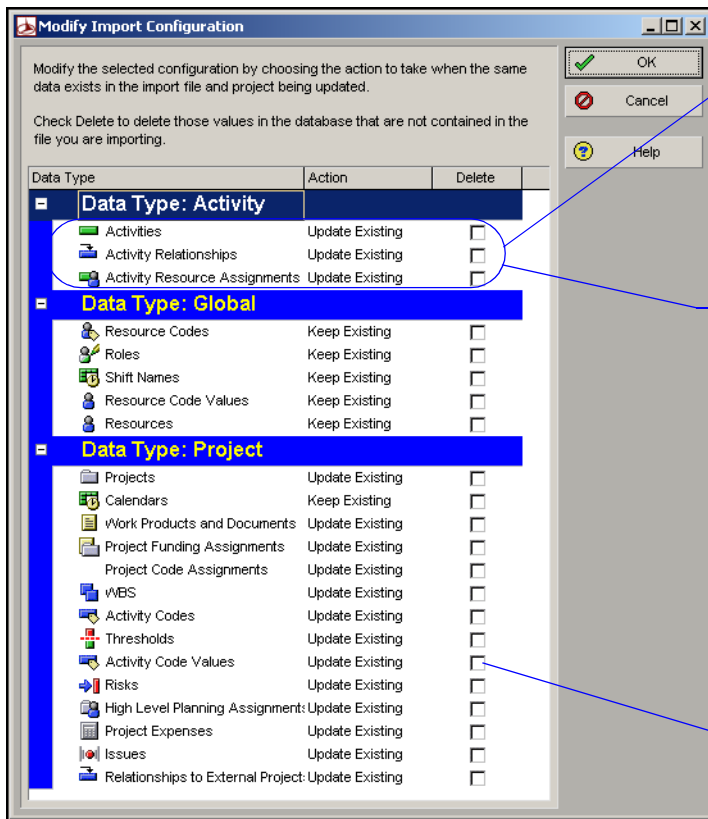 Modify Import Configuration
Modify the selected configuration by choosing the action to take when the same
data exists in the import file and project being updated.
Check Delete to delete those values in the database that are not contained in the
file you are importing.
OK
Cancel
Help
Data Type Action Delete
Data Type: Activity
Activities Update Existing
Activity Relationships Update Existing
Activity Resource Assignments Update Existing
Data Type: Global
Resource Codes Keep Existing
Roles Keep Existing
Shift Names Keep Existing
Resource Code Values Keep Existing
Resources Keep Existing
Data Type: Project
Projects Update Existing
Calendars Keep Existing
Work Products and Documents Update Existing
Project Funding Assignments Update Existing
Project Code Assignments Update Existing
WBS Update Existing
Activity Codes Update Existing
Thresholds Update Existing
Activity Code Values Update Existing
Risks Update Existing
High Level Planning Assignment Update Existing
Project Expenses Update Existing
Issues Update Existing
Relationships to External Project Update Existing